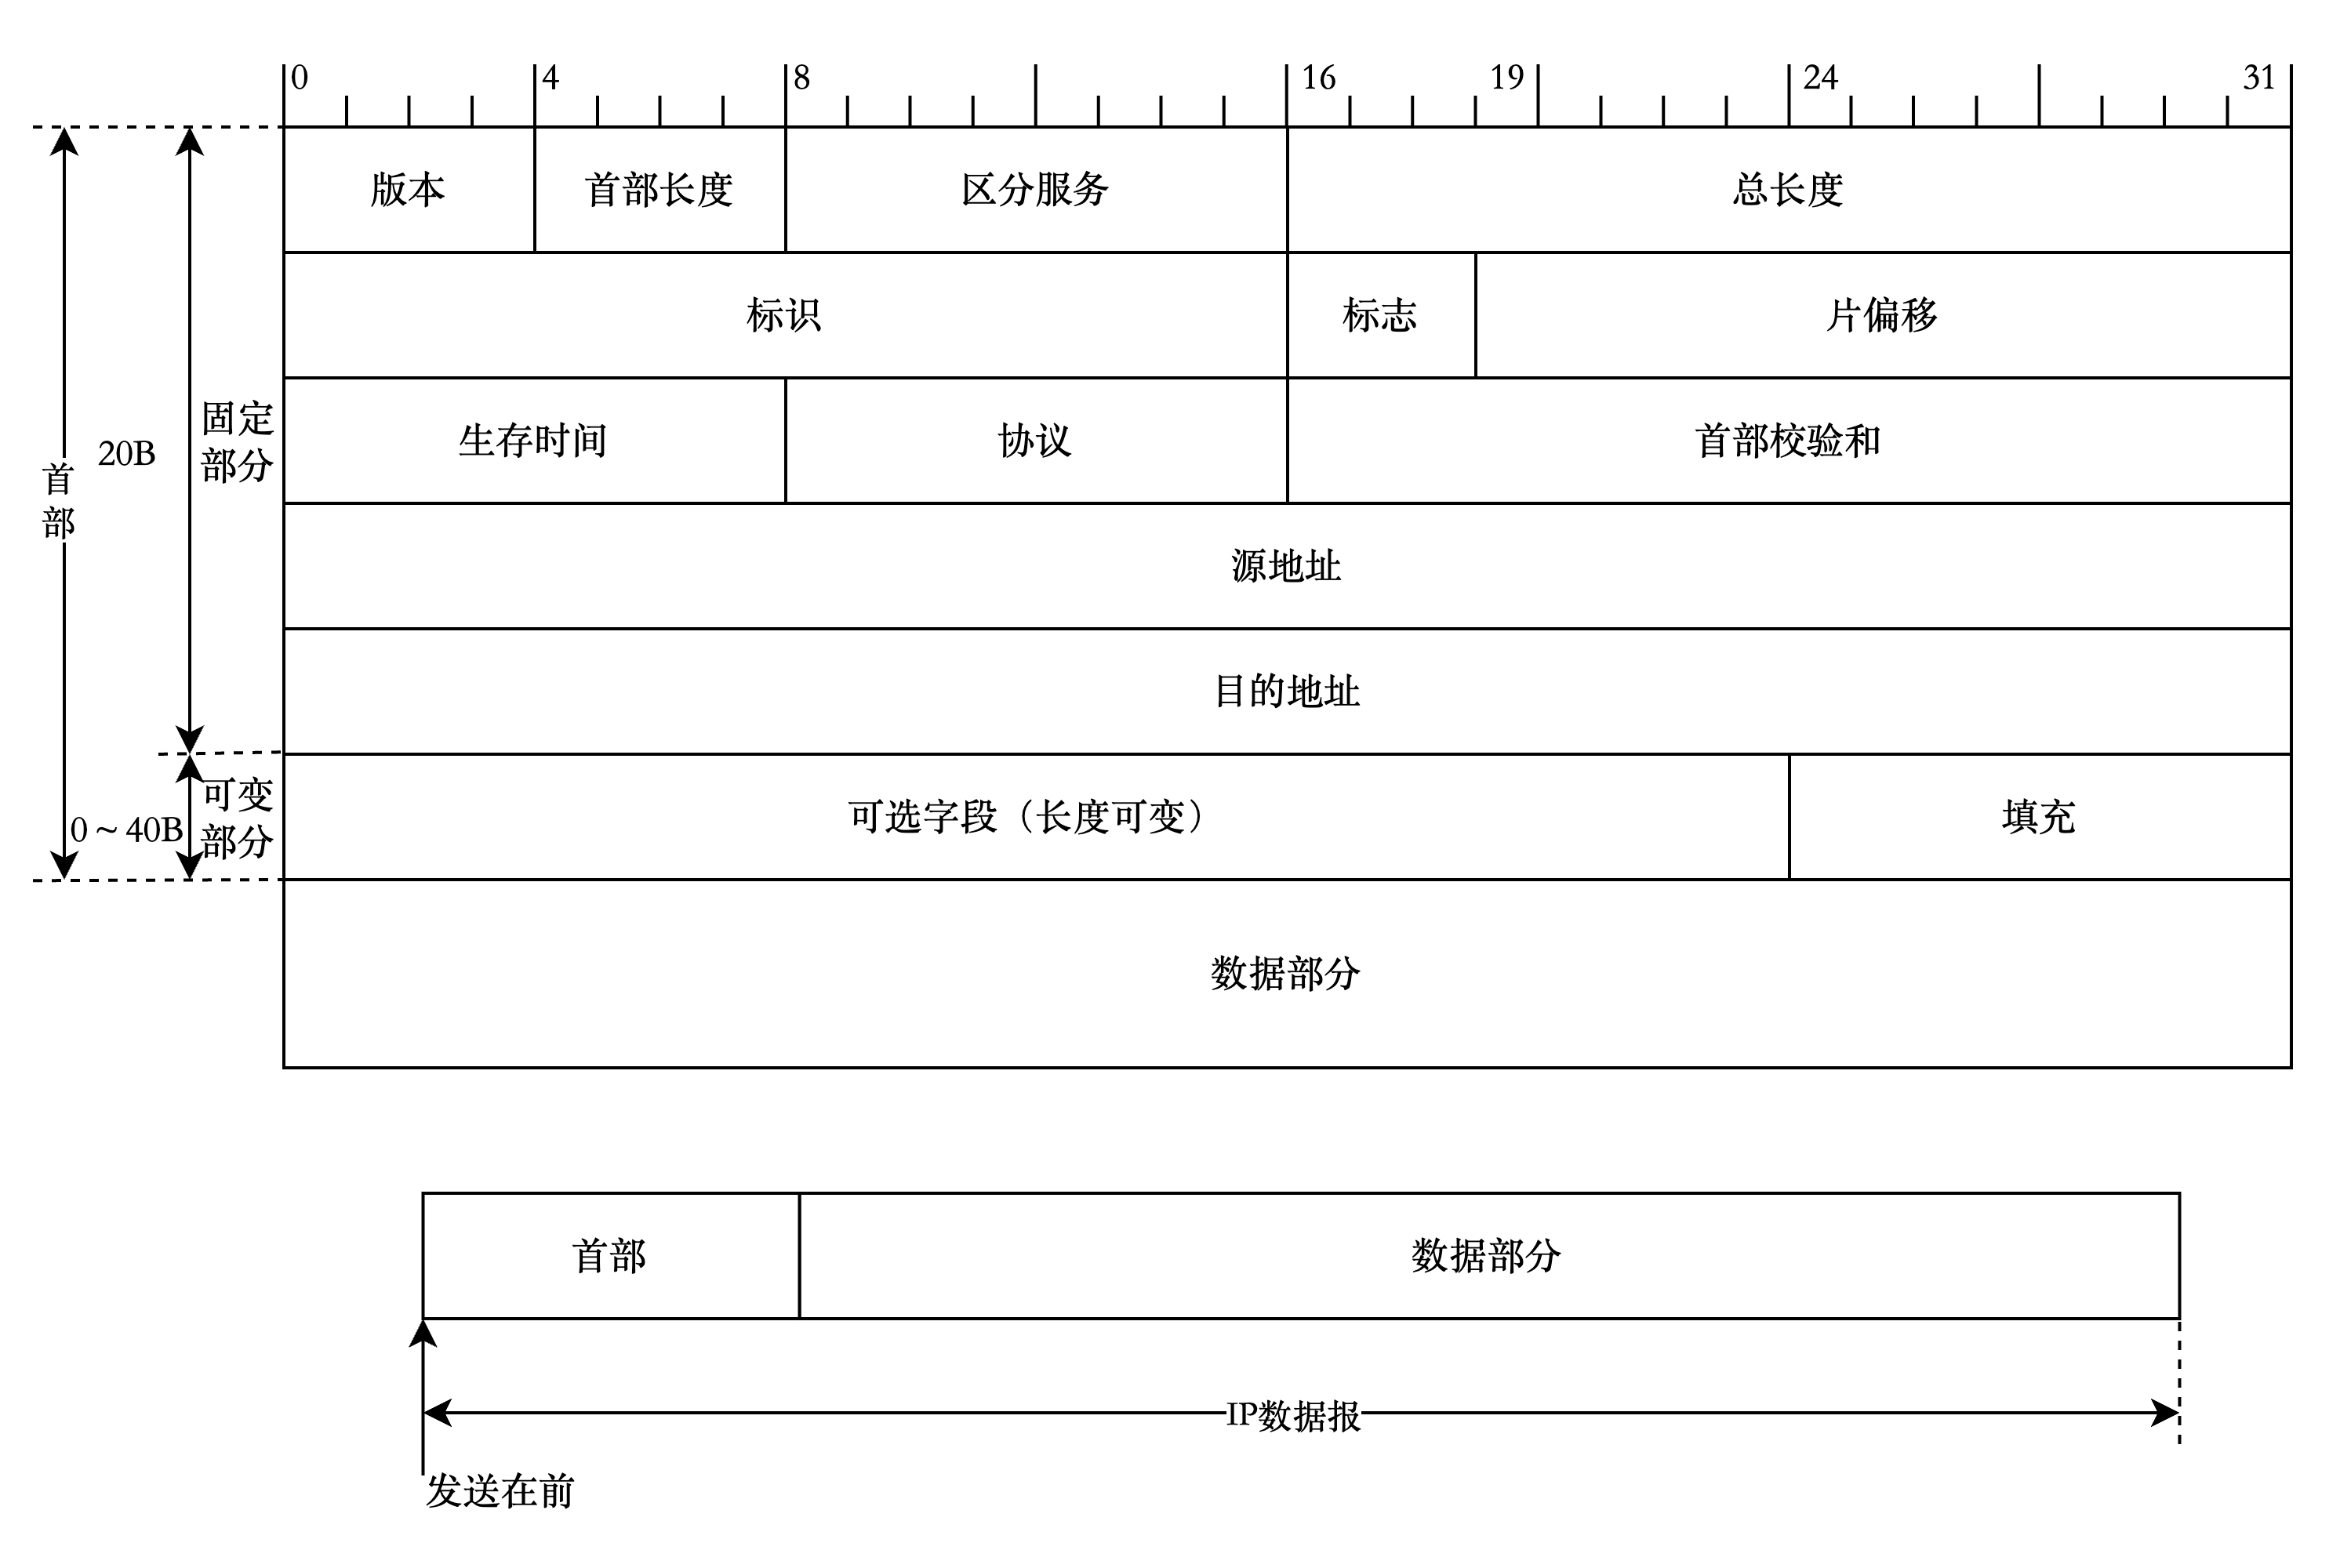 0 4 8 16 19 24 31
版本 首部长度 区分服务 总长度
标识 标志 片偏移
生存时间 协议 首部校验和
源地址
目的地址
可选字段（长度可变） 填充
数据部分
首
部
20B
固定
部分
0～40B
可变
部分
首部 数据部分
IP数据报
发送在前